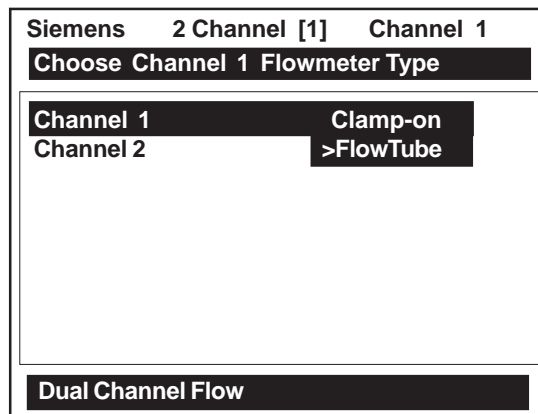 Siemens 2 Channel [1] Channel 1
Choose Channel 1 Flowmeter Type
Channel 1 Clamp-on
Channel 2 >FlowTube
Dual Channel Flow